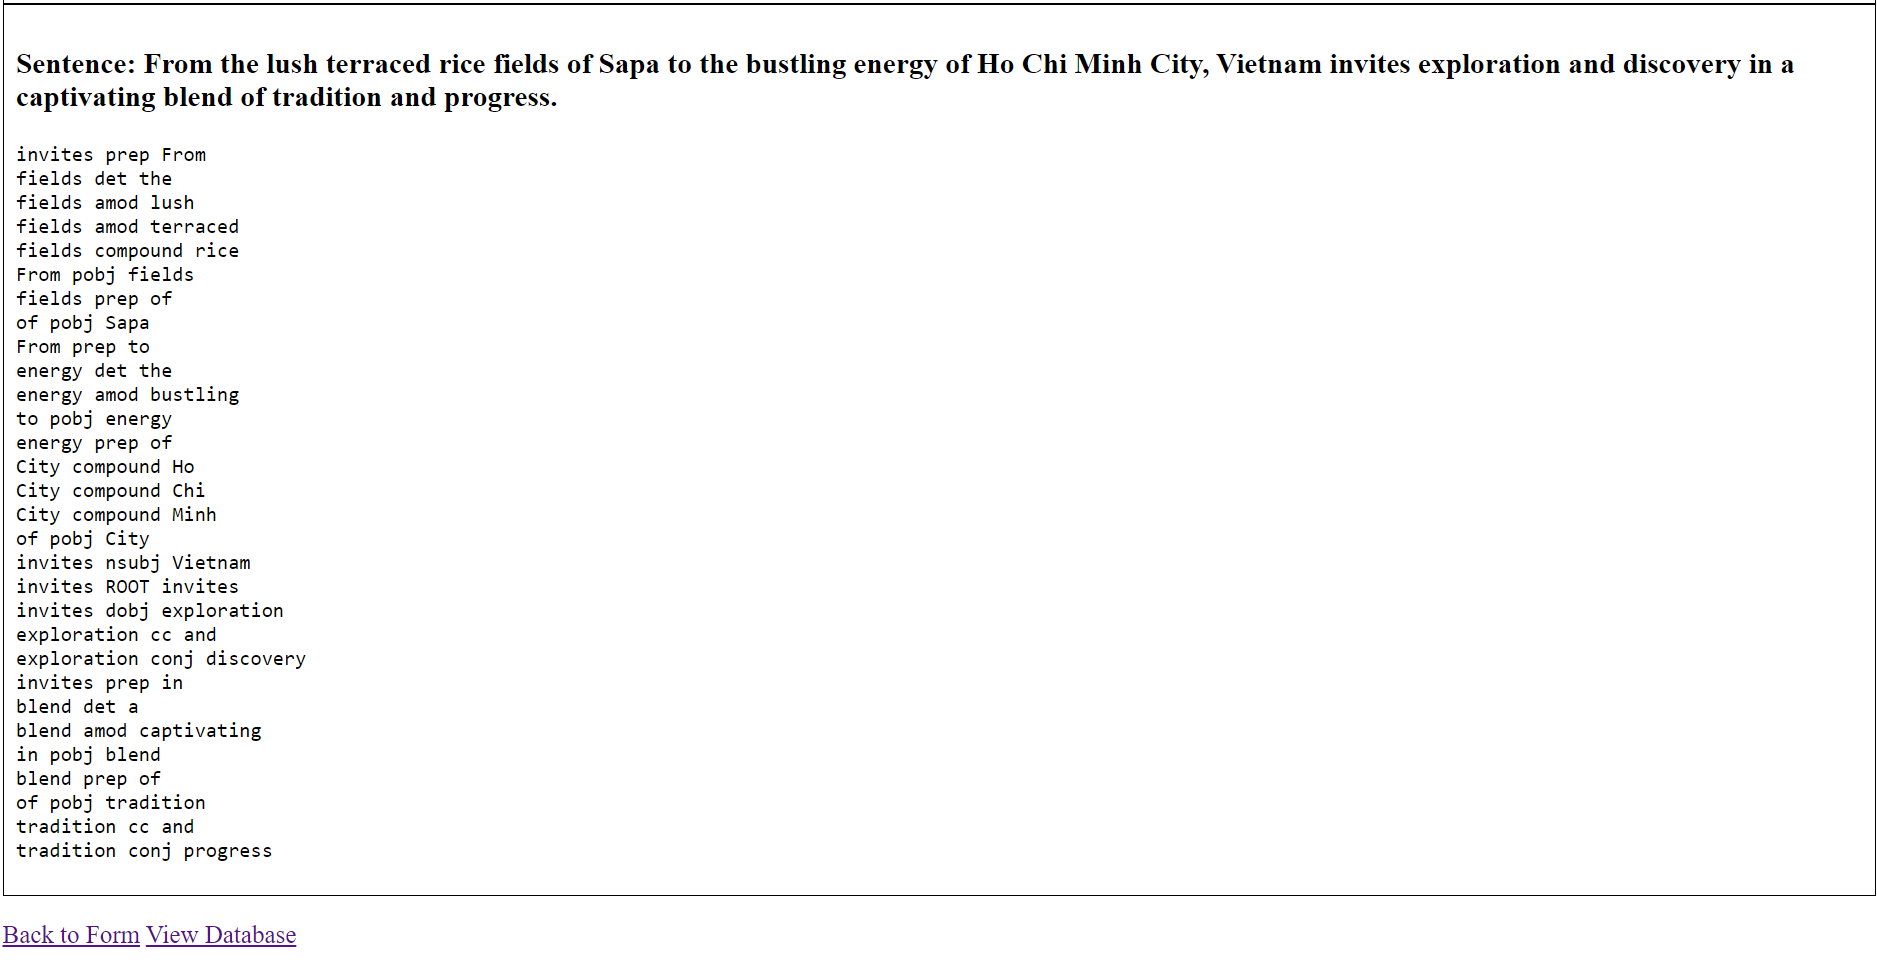 Sentence: From the lush terraced rice fields of Sapa to the bustling energy of Ho Chi Minh City, Vietnam invites exploration and discovery in a
captivating blend of tradition and progress.
invites prep From
fields det the
fields amod lush
fields amod terraced
fields compound rice
From pobj fields
fields prep of
of pobj Sapa
From prep to
energy det the
energy amod bustling
to pobj energy
energy prep of
City compound Ho
City compound Chi
City compound Minh
of pobj City
invites nsubj Vietnam
invites ROOT invites
invites dobj exploration
exploration cc and
exploration conj discovery
invites prep in
blend det a
blend amod captivating
in pobj blend
blend prep of
of pobj tradition
tradition cc and
tradition conj progress
Back to Form View Database